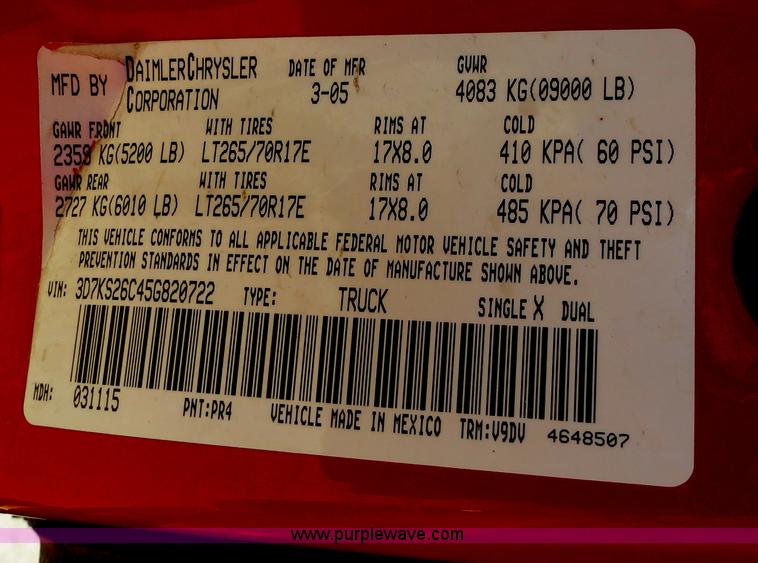 MFD BY DAIMLERCHRYSLER CORPORATION DATE OF MFR 3-05 GVWR 4083 KG(09000 LB)
GAWR FRONT WITH TIRES RIMS AT COLD
2359 KG(5200 LB) LT265/70R17E 17X8.0 410 KPA( 60 PSI)
GAWR REAR WITH TIRES RIMS AT COLD
2727 KG(6010 LB) LT265/70R17E 17X8.0 485 KPA( 70 PSI)
THIS VEHICLE CONFORMS TO ALL APPLICABLE FEDERAL MOTOR VEHICLE SAFETY AND THEFT
PREVENTION STANDARDS IN EFFECT ON THE DATE OF MANUFACTURE SHOWN ABOVE.
VIN: 3D7KS26C45G820722 TYPE: TRUCK SINGLE X DUAL
MDH: 031115 PNT:PR4 VEHICLE MADE IN MEXICO TRM:V9DV 4648507
www.purplewave.com